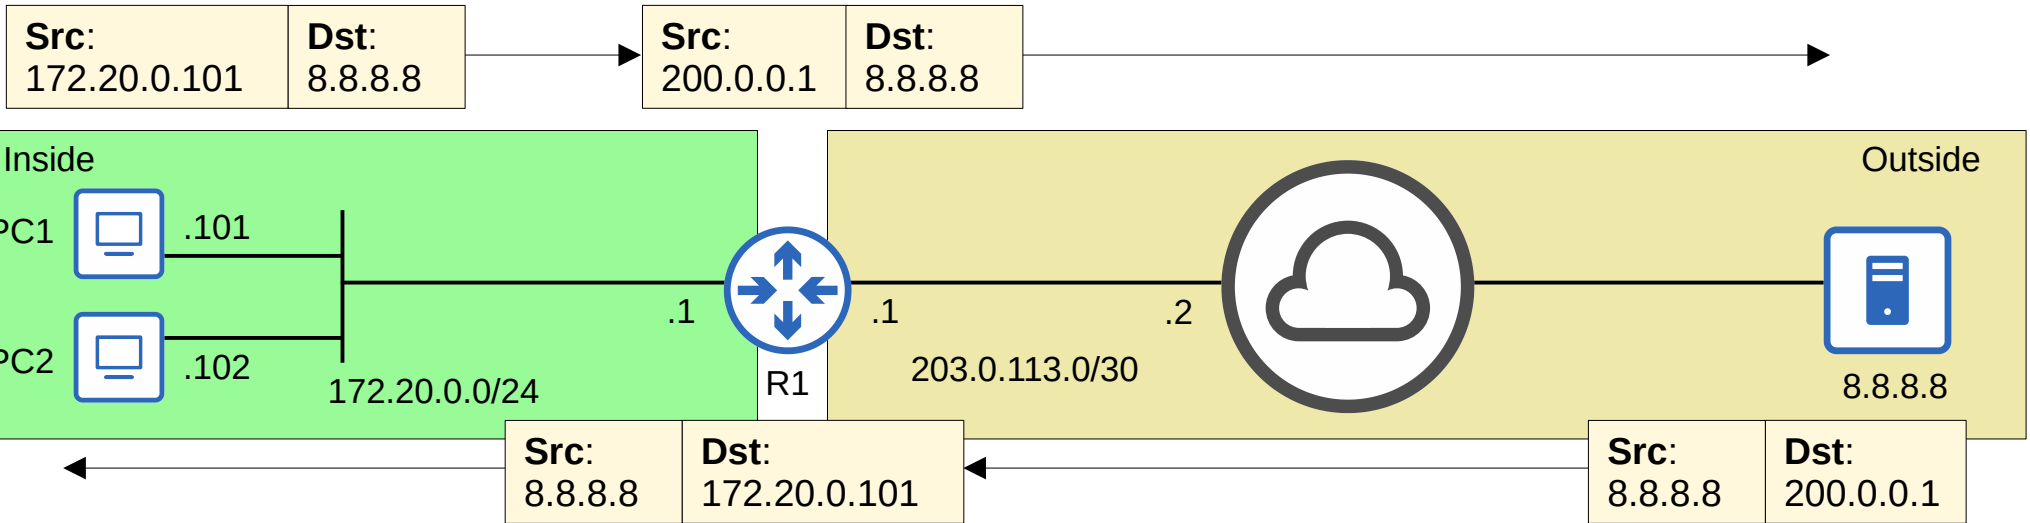 Src:
172.20.0.101
Dst:
8.8.8.8
Src:
200.0.0.1
Dst:
8.8.8.8
Inside
Outside
PC1
.101
.1
.1
.2
PC2
.102
172.20.0.0/24
R1
203.0.113.0/30
8.8.8.8
Src:
8.8.8.8
Dst:
172.20.0.101
Src:
8.8.8.8
Dst:
200.0.0.1